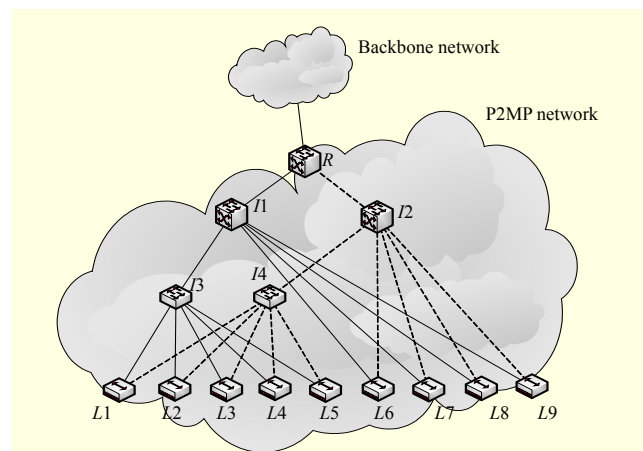 Backbone network
P2MP network
R
I1
I2
I3
I4
L1
L2
L3
L4
L5
L6
L7
L8
L9